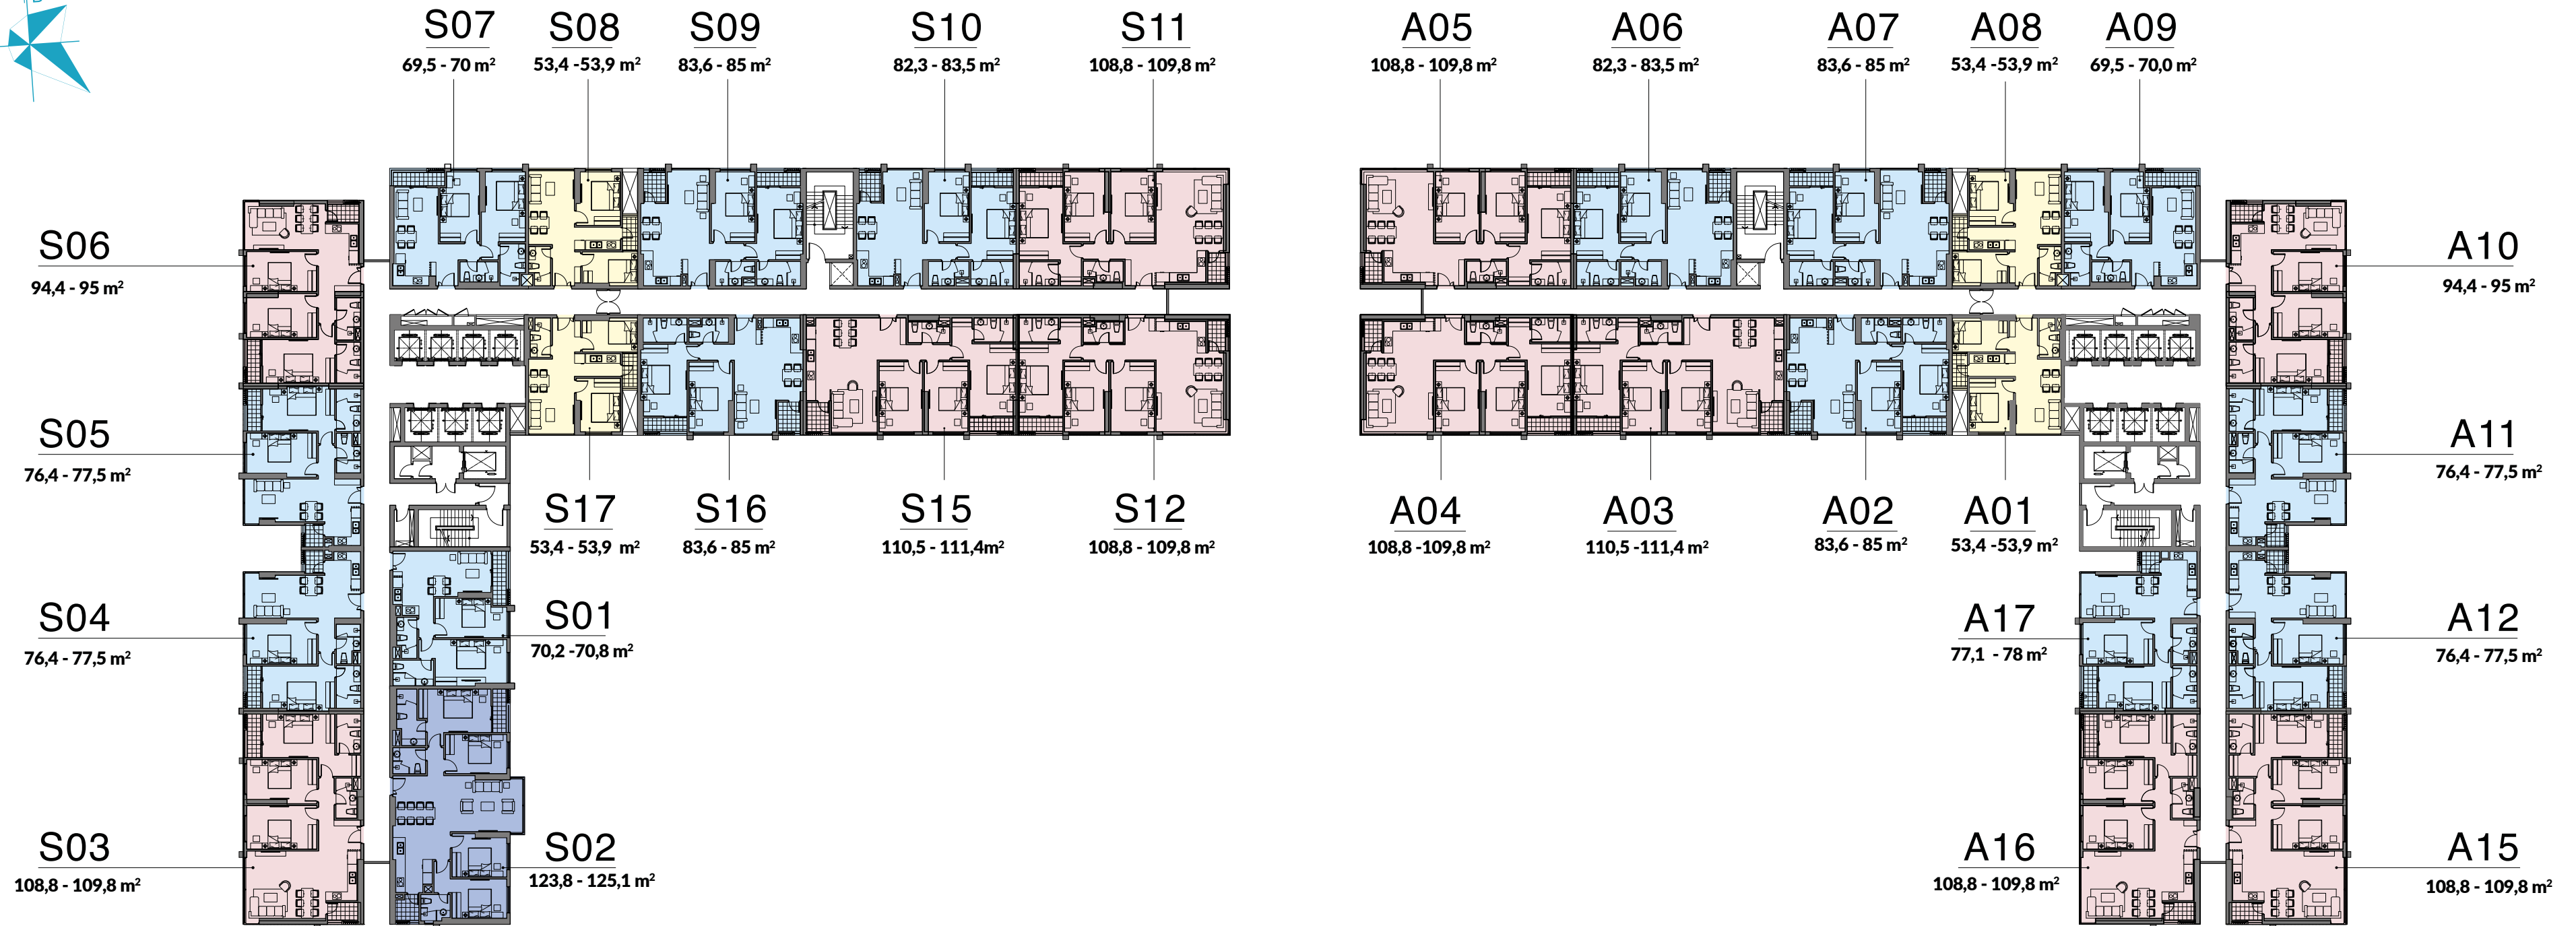 S07
69,5 - 70 m²
S08
53,4 -53,9 m²
S09
83,6 - 85 m²
S10
82,3 - 83,5 m²
S11
108,8 - 109,8 m²
A05
108,8 - 109,8 m²
A06
82,3 - 83,5 m²
A07
83,6 - 85 m²
A08
53,4 -53,9 m²
A09
69,5 - 70,0 m²
S06
94,4 - 95 m²
A10
94,4 - 95 m²
S05
76,4 - 77,5 m²
A11
76,4 - 77,5 m²
S17
53,4 - 53,9 m²
S16
83,6 - 85 m²
S15
110,5 - 111,4m²
S12
108,8 - 109,8 m²
A04
108,8 -109,8 m²
A03
110,5 -111,4 m²
A02
83,6 - 85 m²
A01
53,4 -53,9 m²
S04
76,4 - 77,5 m²
S01
70,2 -70,8 m²
A17
77,1 - 78 m²
A12
76,4 - 77,5 m²
S03
108,8 - 109,8 m²
S02
123,8 - 125,1 m²
A16
108,8 - 109,8 m²
A15
108,8 - 109,8 m²